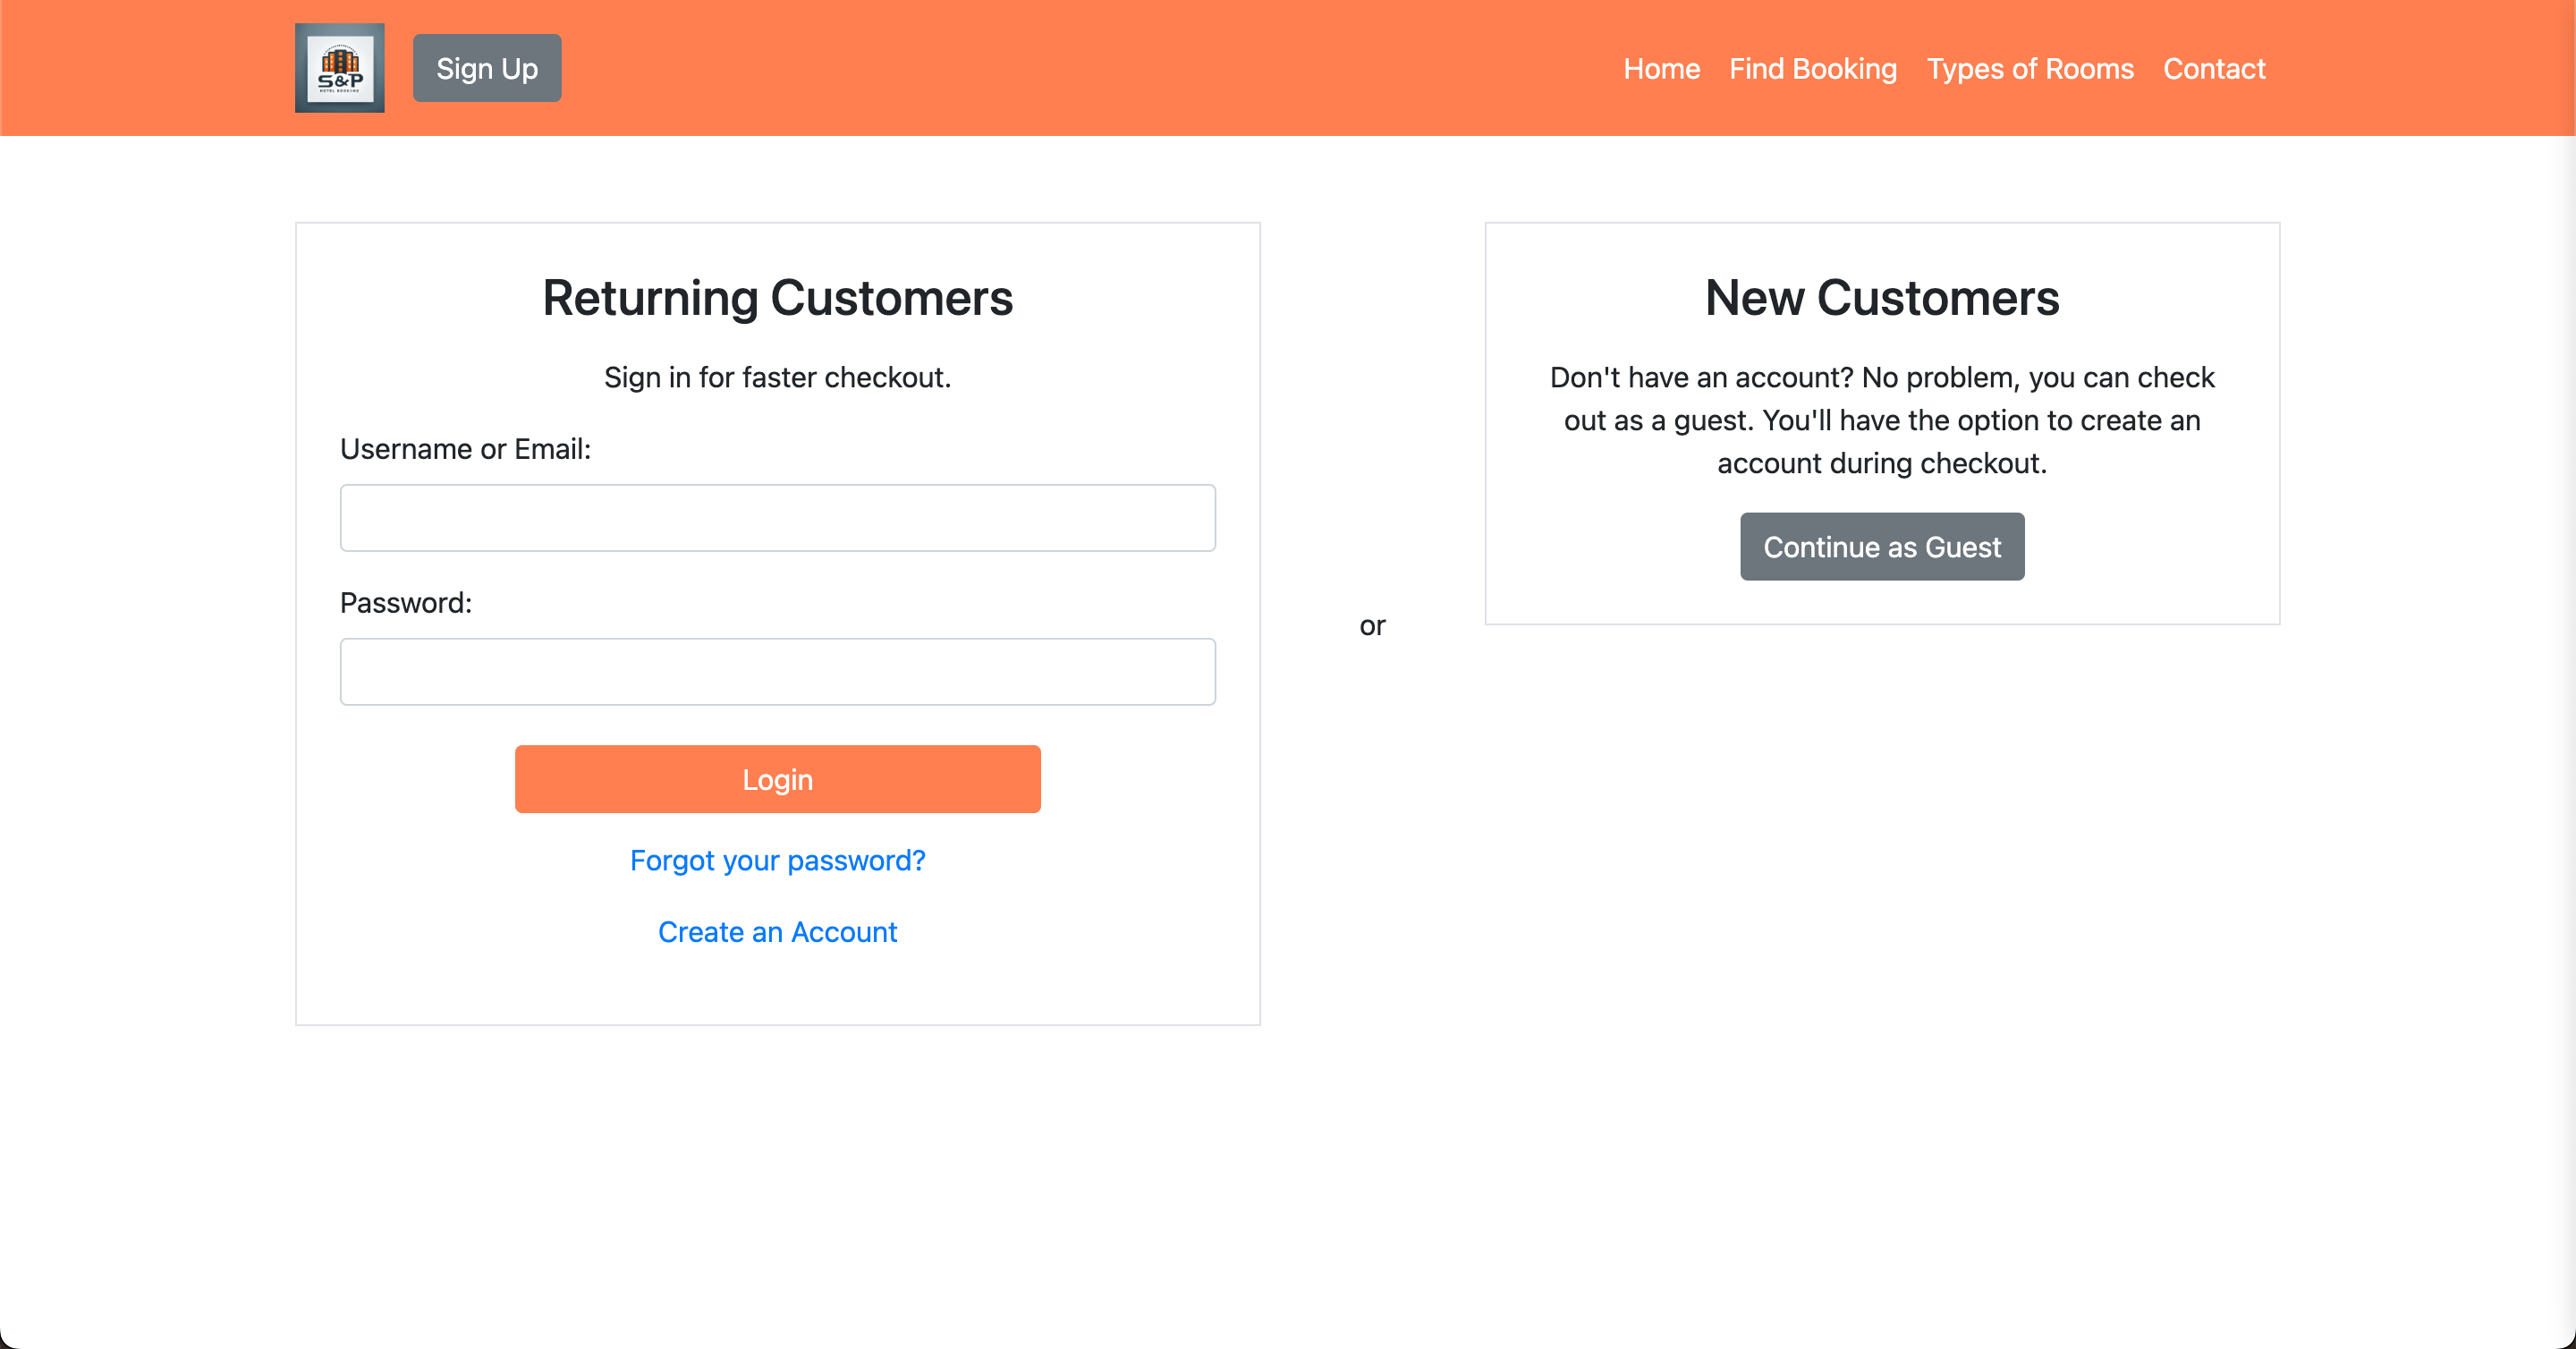 S&P
HOTEL BOOKING
Sign Up
Home
Find Booking
Types of Rooms
Contact
Returning Customers
Sign in for faster checkout.
Username or Email:
Password:
Login
Forgot your password?
Create an Account
or
New Customers
Don't have an account? No problem, you can check
out as a guest. You'll have the option to create an
account during checkout.
Continue as Guest